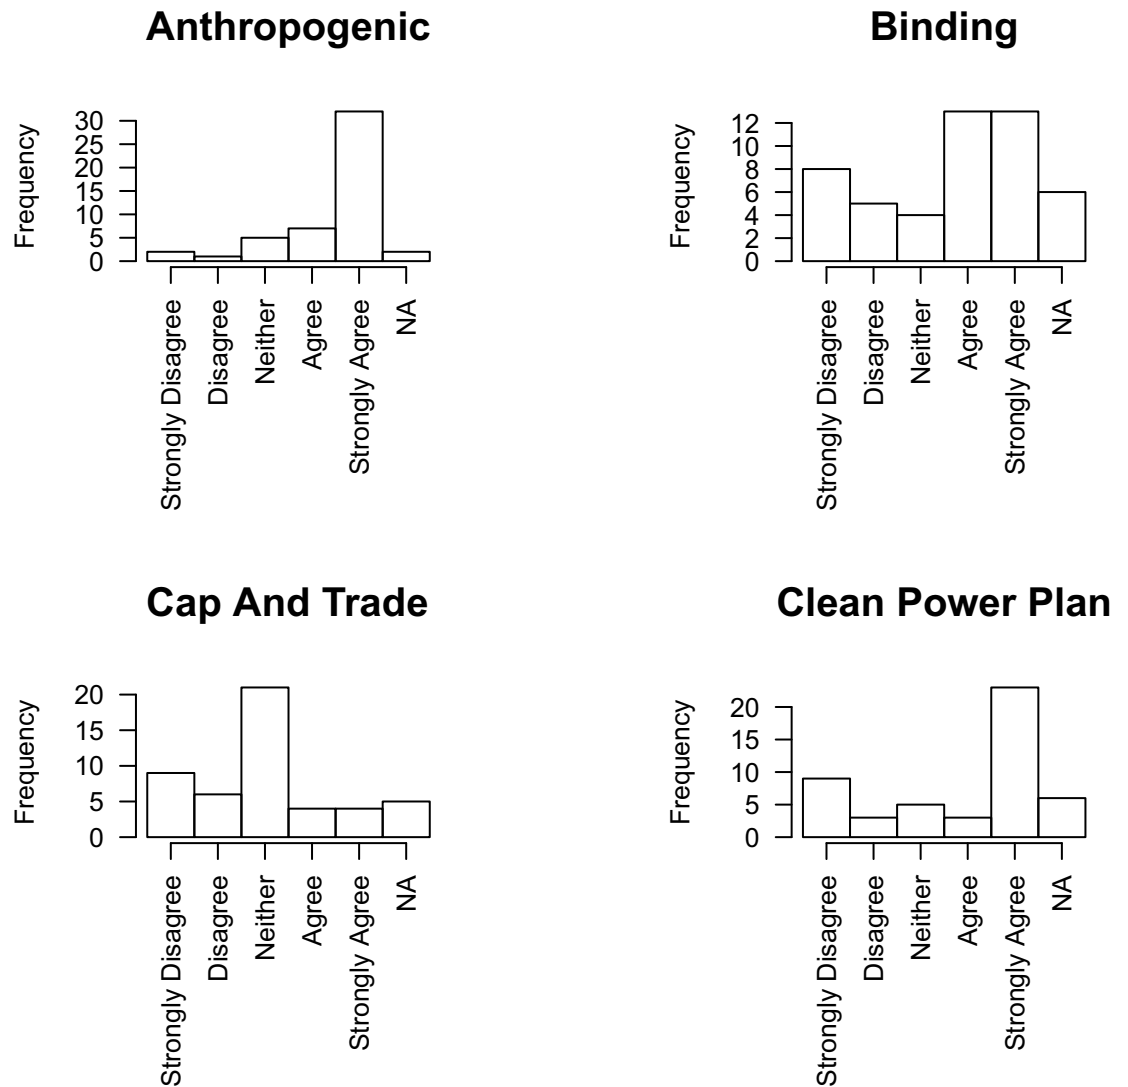 Anthropogenic
Frequency
30
25
20
15
10
5
0
Strongly Disagree
Disagree
Neither
Agree
Strongly Agree
NA
Binding
Frequency
12
10
8
6
4
2
0
Strongly Disagree
Disagree
Neither
Agree
Strongly Agree
NA
Cap And Trade
Frequency
20
15
10
5
0
Strongly Disagree
Disagree
Neither
Agree
Strongly Agree
NA
Clean Power Plan
Frequency
20
15
10
5
0
Strongly Disagree
Disagree
Neither
Agree
Strongly Agree
NA